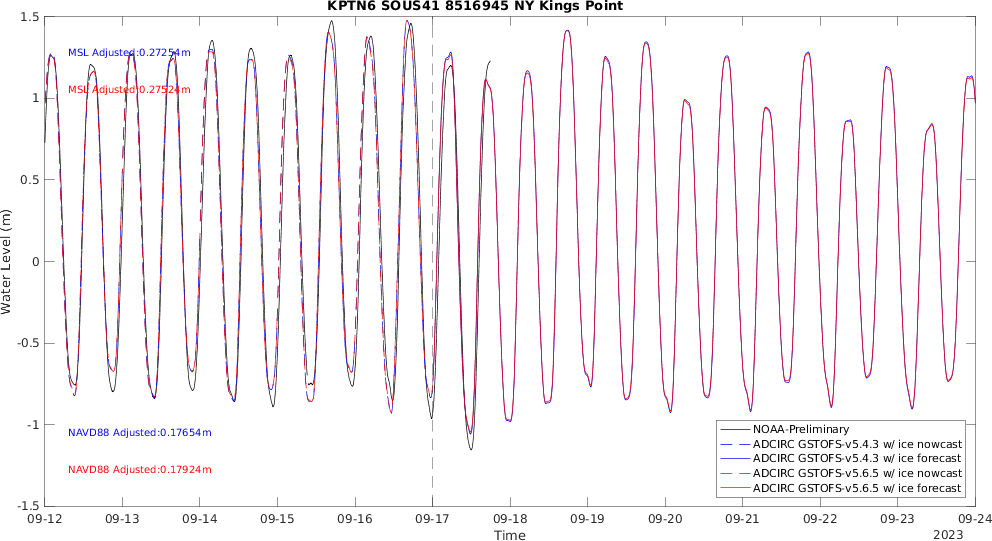 KPTN6 SOUS41 8516945 NY Kings Point
MSL Adjusted:0.27254m
MSL Adjusted:0.27524m
NAVD88 Adjusted:0.17654m
NAVD88 Adjusted:0.17924m
Water Level (m)
1.5
1
0.5
0
-0.5
-1
-1.5
NOAA-Preliminary
ADCIRC GSTOFS-v5.4.3 w/ ice nowcast
ADCIRC GSTOFS-v5.4.3 w/ ice forecast
ADCIRC GSTOFS-v5.6.5 w/ ice nowcast
ADCIRC GSTOFS-v5.6.5 w/ ice forecast
09-12 09-13 09-14 09-15 09-16 09-17 09-18 09-19 09-20 09-21 09-22 09-23 09-24
Time
2023